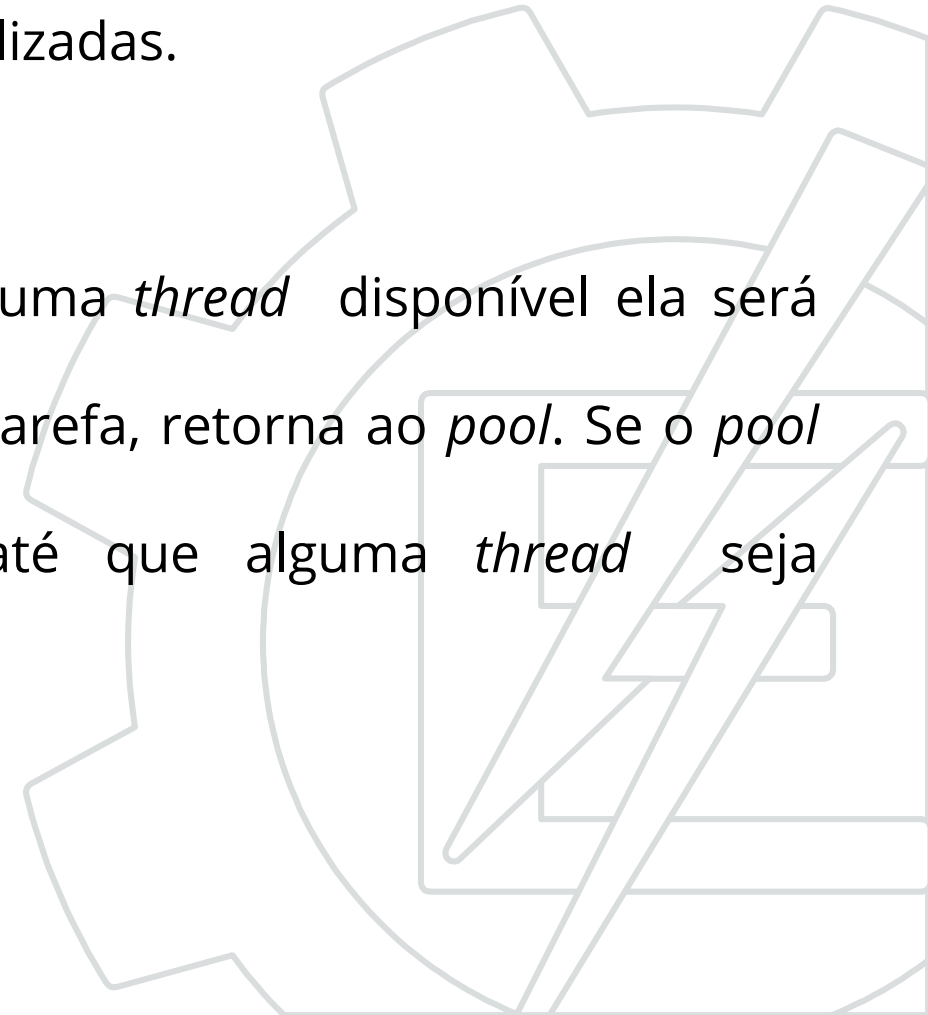 lizadas.
uma thread disponível ela será
arefa, retorna ao pool. Se o pool
até que alguma thread seja